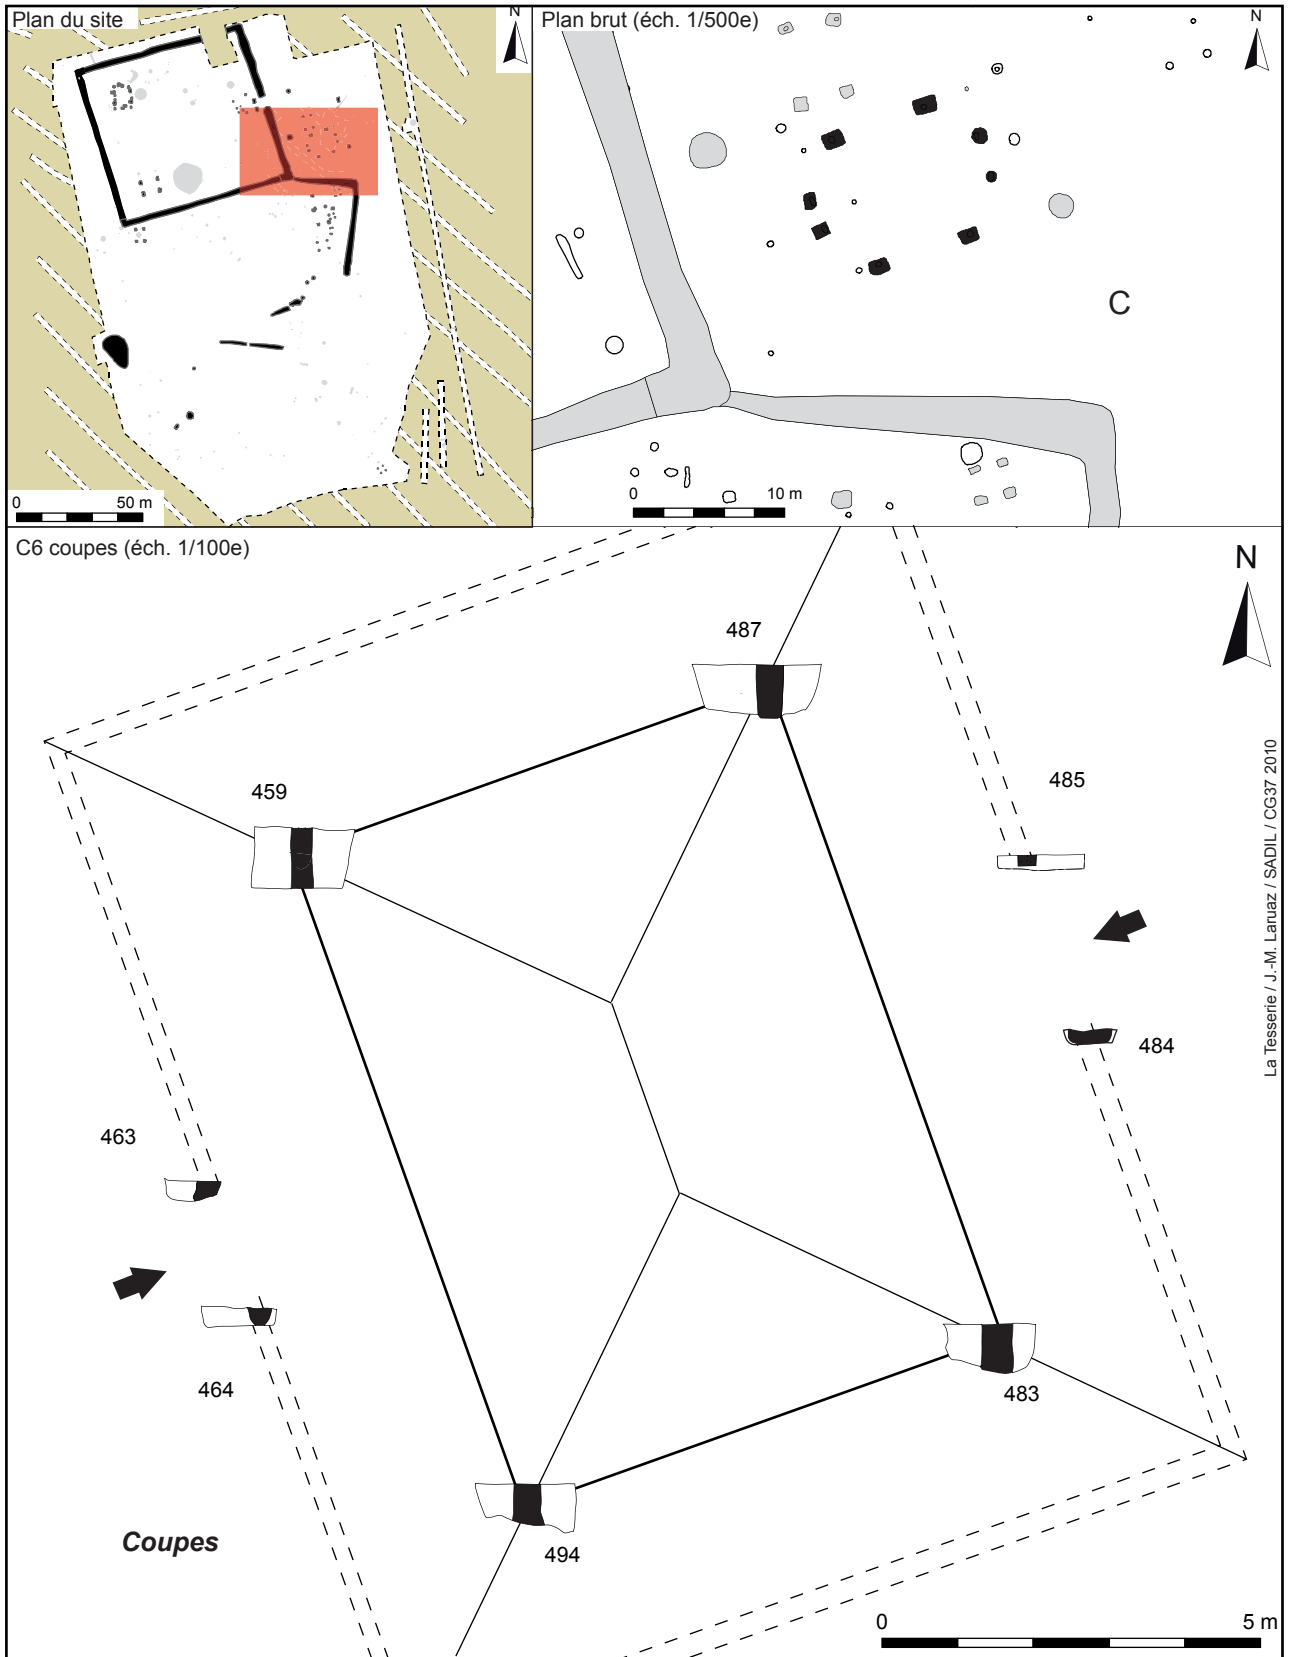 Plan du site
N
0 50 m
Plan brut (éch. 1/500e)
N
C
0 10 m
C6 coupes (éch. 1/100e)
N
487
485
459
484
463
464
483
494
Coupes
0 5 m
La Tesserie / J.-M. Laruaz / SADIL / CG37 2010